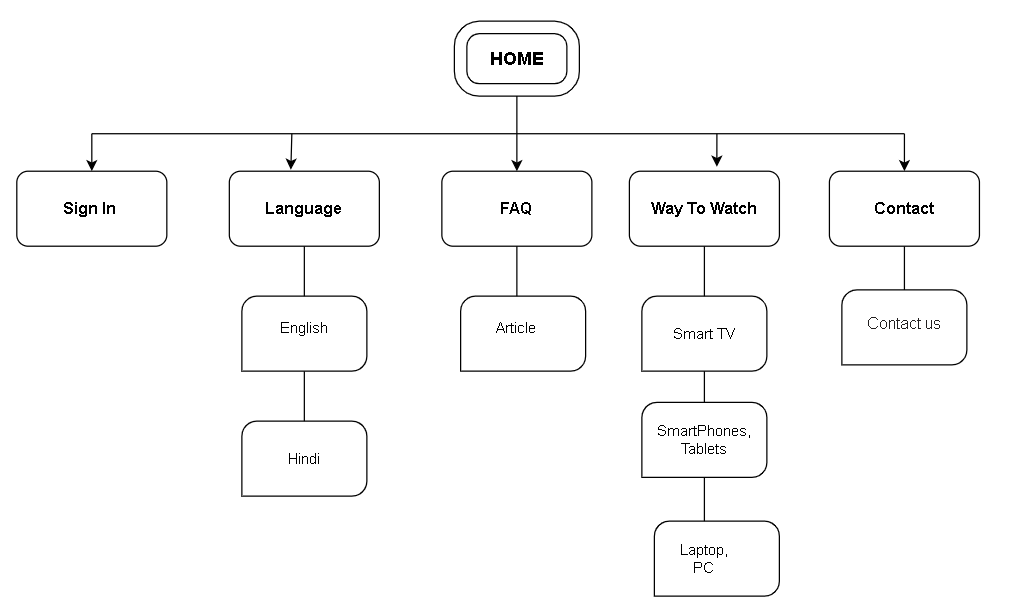 HOME
Sign In
Language
FAQ
Way To Watch
Contact
English
Article
Smart TV
Contact us
Hindi
SmartPhones,
Tablets
Laptop,
PC